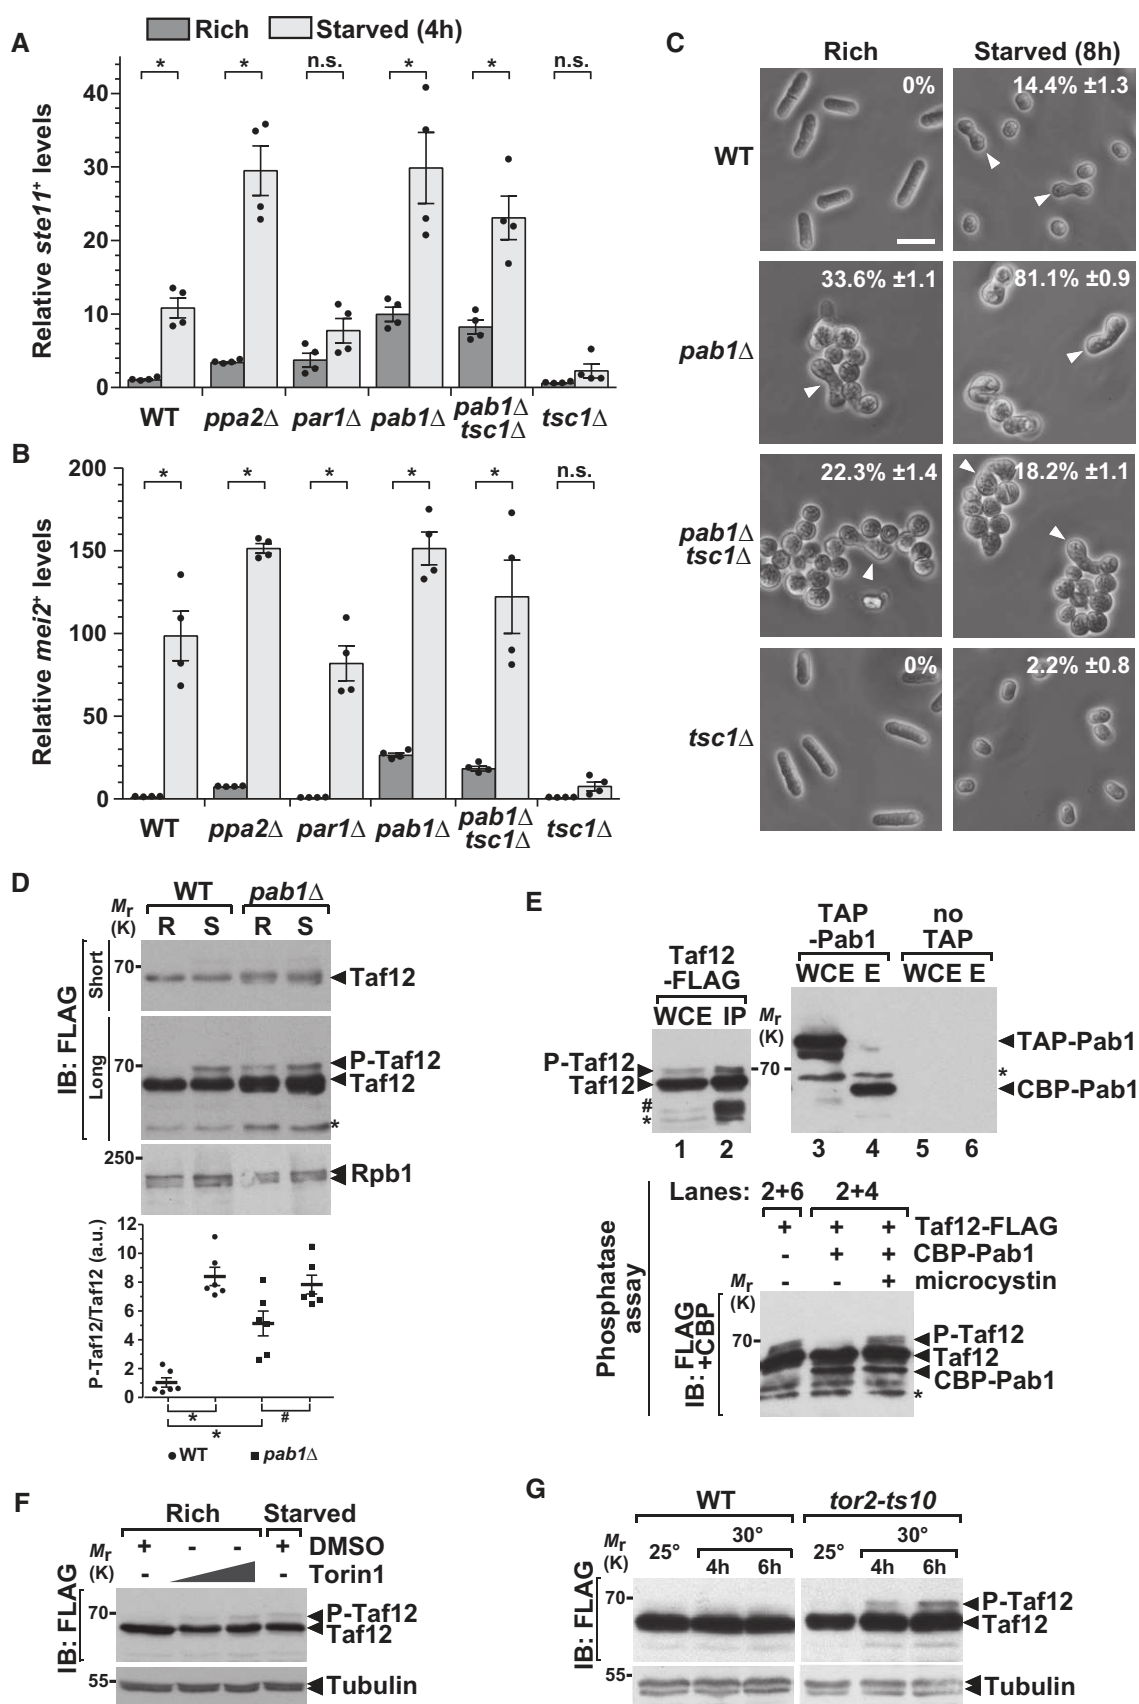 A
Rich
Starved (4h)
Relative ste11+ levels
* * n.s. * * n.s.
40
30
20
10
0
WT ppa2Δ par1Δ pab1Δ pab1Δ tsc1Δ tsc1Δ
B
Relative mei2+ levels
* * * * * n.s.
200
150
100
50
0
WT ppa2Δ par1Δ pab1Δ pab1Δ tsc1Δ tsc1Δ
C
Rich Starved (8h)
WT 0% 14.4% ±1.3
pab1Δ 33.6% ±1.1 81.1% ±0.9
pab1Δ tsc1Δ 22.3% ±1.4 18.2% ±1.1
tsc1Δ 0% 2.2% ±0.8
D
WT pab1Δ
Mr (K) R S R S
IB: FLAG
Short
70 Taf12
Long
70 P-Taf12
Taf12
*
250 Rpb1
P-Taf12/Taf12 (a.u.)
12
10
8
6
4
2
0
* #
*
WT pab1Δ
E
Taf12 -FLAG
WCE IP
P-Taf12
Taf12
#
*
1 2
TAP -Pab1
no TAP
WCE E WCE E
Mr (K)
70
TAP-Pab1
*
CBP-Pab1
3 4 5 6
Phosphatase assay
Lanes: 2+6 2+4
+ + + Taf12-FLAG
- + + CBP-Pab1
- - + microcystin
Mr (K)
IB: FLAG +CBP
70
P-Taf12
Taf12
CBP-Pab1
*
F
Rich Starved
Mr (K)
+ - - + DMSO
- - Torin1
IB: FLAG
70 P-Taf12
Taf12
55 Tubulin
G
WT tor2-ts10
Mr (K)
25° 30° 25° 30°
4h 6h 4h 6h
IB: FLAG
70 P-Taf12
Taf12
55 Tubulin